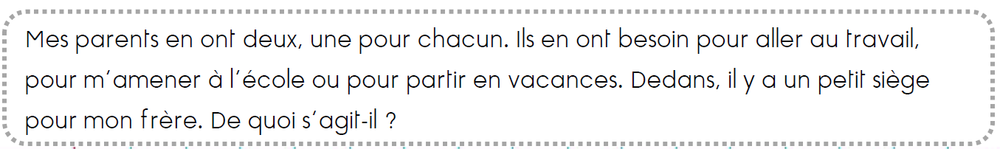 Mes parents en ont deux, une pour chacun. Ils en ont besoin pour aller au travail,
pour m’amener à l’école ou pour partir en vacances. Dedans, il y a un petit siège
pour mon frère. De quoi s’agit-il ?